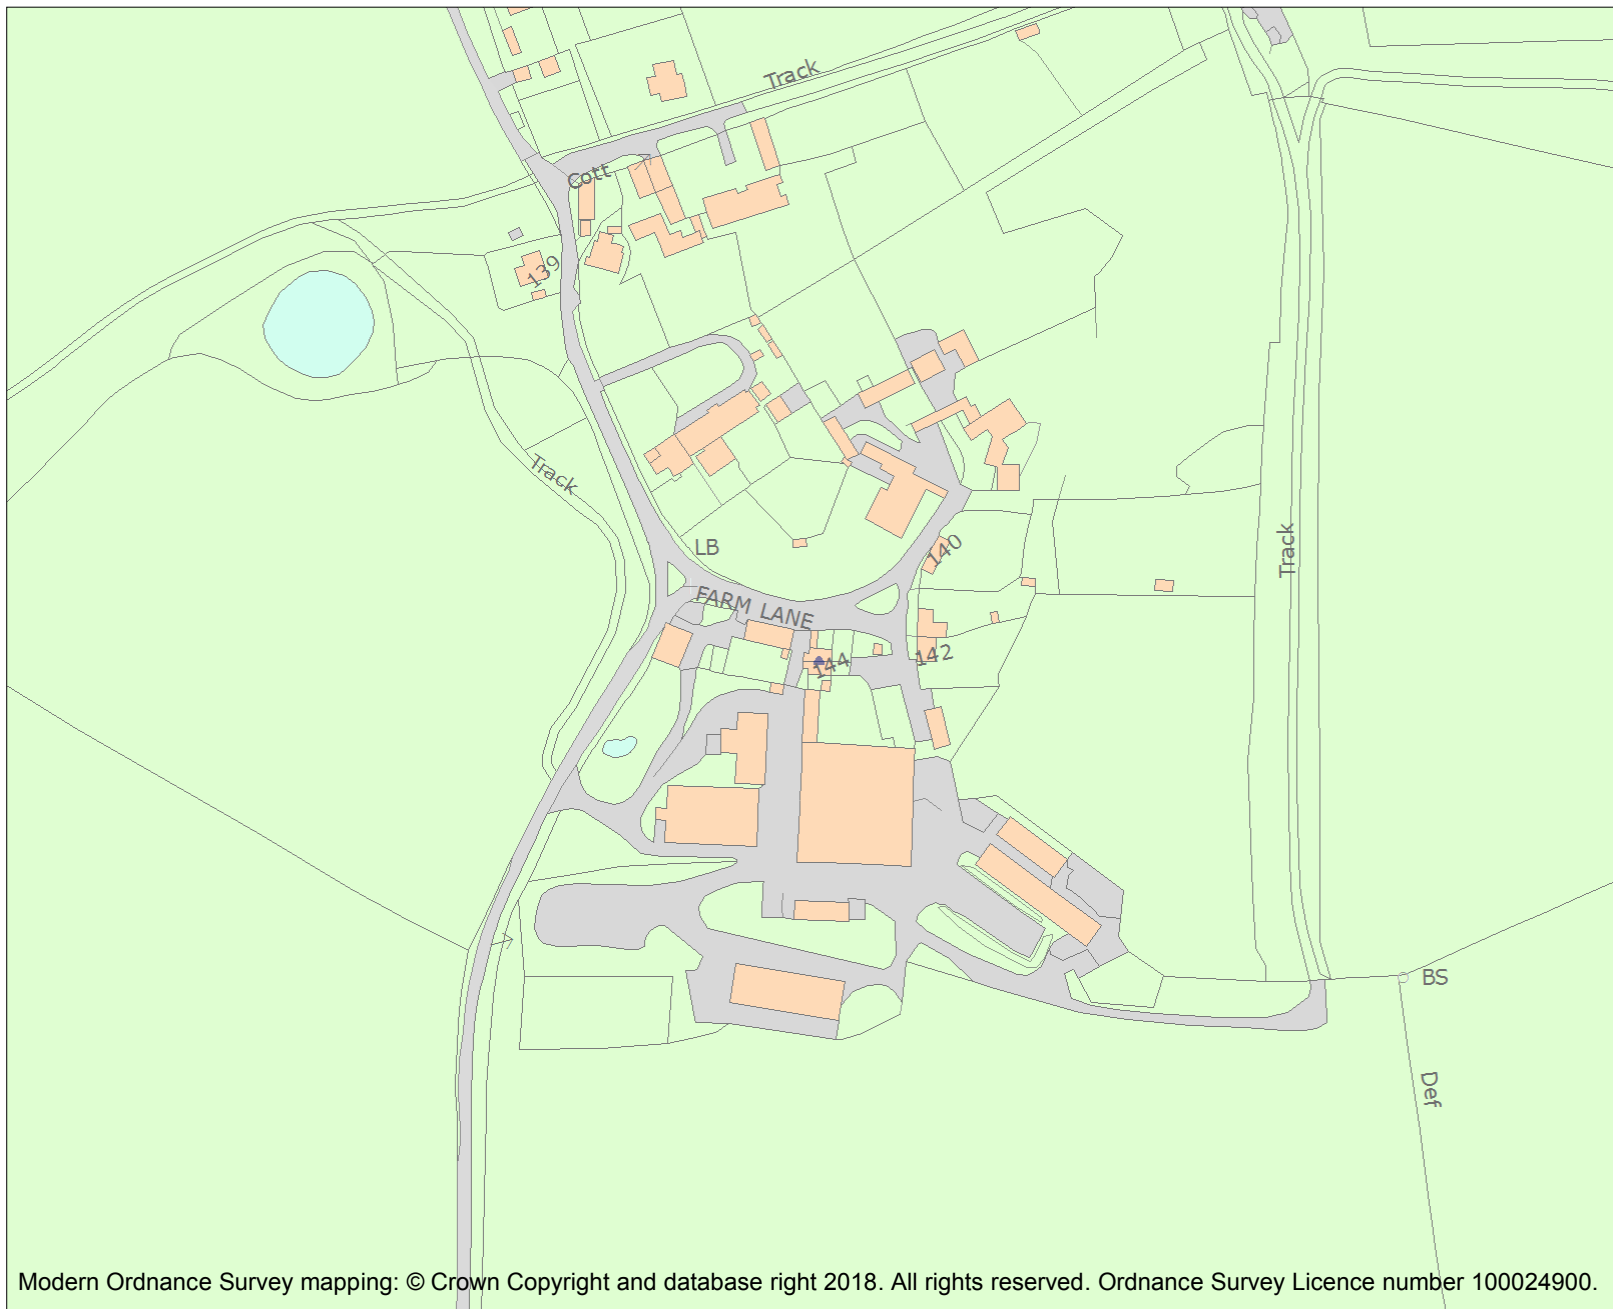 Track
Cott
139
Track
LB
140
Track
FARM LANE
144
142
BS
Def
Modern Ordnance Survey mapping: © Crown Copyright and database right 2018. All rights reserved. Ordnance Survey Licence number 100024900.